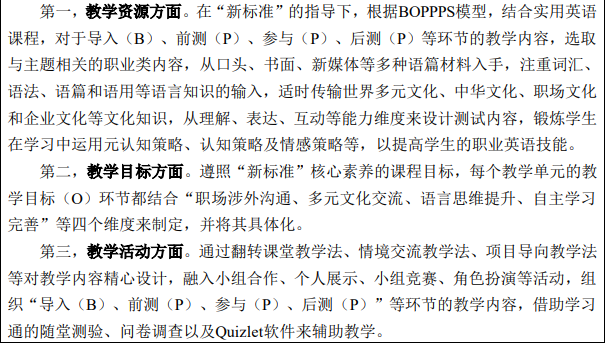 第一，教学资源方面。在“新标准”的指导下，根据BOPPPS模型，结合实用英语
课程，对于导入（B）、前测（P）、参与（P）、后测（P）等环节的教学内容，选取
与主题相关的职业类内容，从口头、书面、新媒体等多种语篇材料入手，注重词汇、
语法、语篇和语用等语言知识的输入，适时传输世界多元文化、中华文化、职场文化
和企业文化等文化知识，从理解、表达、互动等能力维度来设计测试内容，锻炼学生
在学习中运用元认知策略、认知策略及情感策略等，以提高学生的职业英语技能。
第二，教学目标方面。遵照“新标准”核心素养的课程目标，每个教学单元的教
学目标（O）环节都结合“职场涉外沟通、多元文化交流、语言思维提升、自主学习
完善”等四个维度来制定，并将其具体化。
第三，教学活动方面。通过翻转课堂教学法、情境交流教学法、项目导向教学法
等对教学内容精心设计，融入小组合作、个人展示、小组竞赛、角色扮演等活动，组
织“导入（B）、前测（P）、参与（P）、后测（P）”等环节的教学内容，借助学习
通的随堂测验、问卷调查以及Quizlet软件来辅助教学。